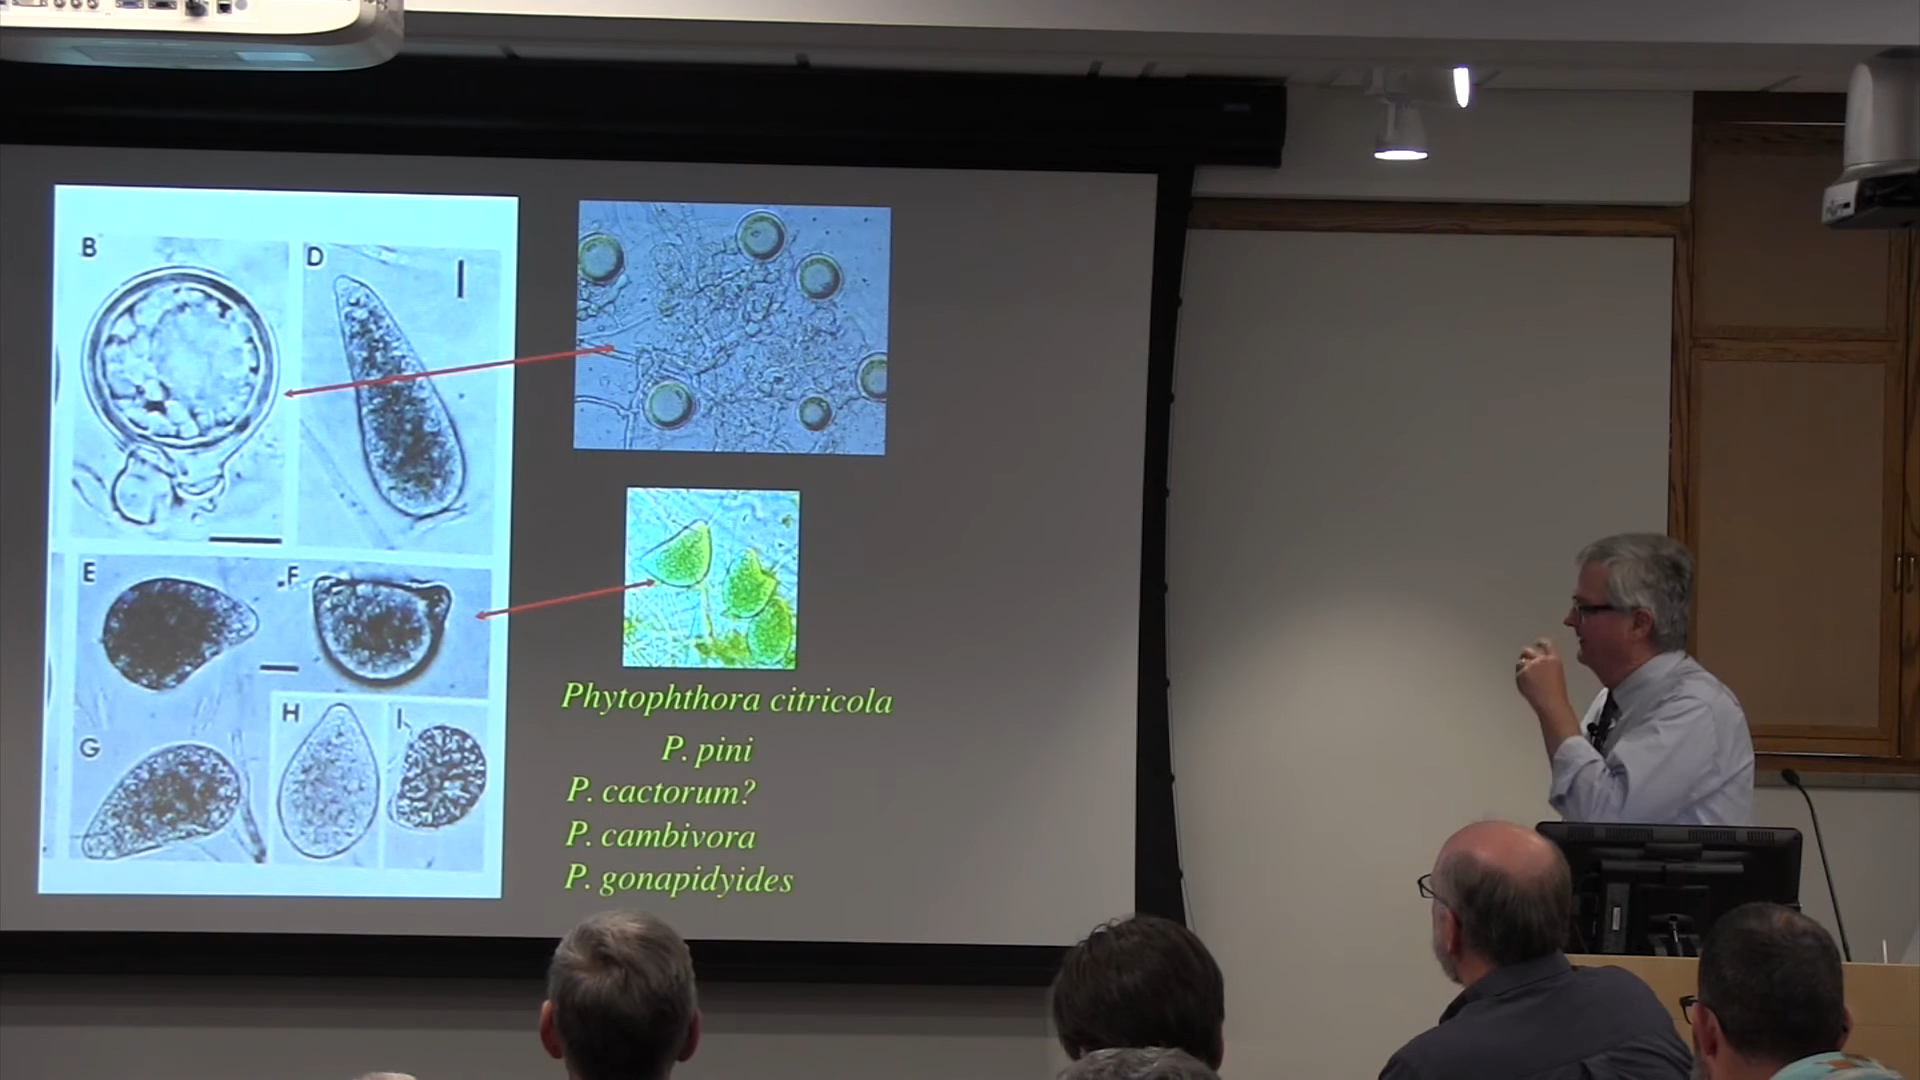 B
D
E
F
G
H
I
Phytophthora citricola
P. pini
P. cactorum?
P. cambivora
P. gonapidyides